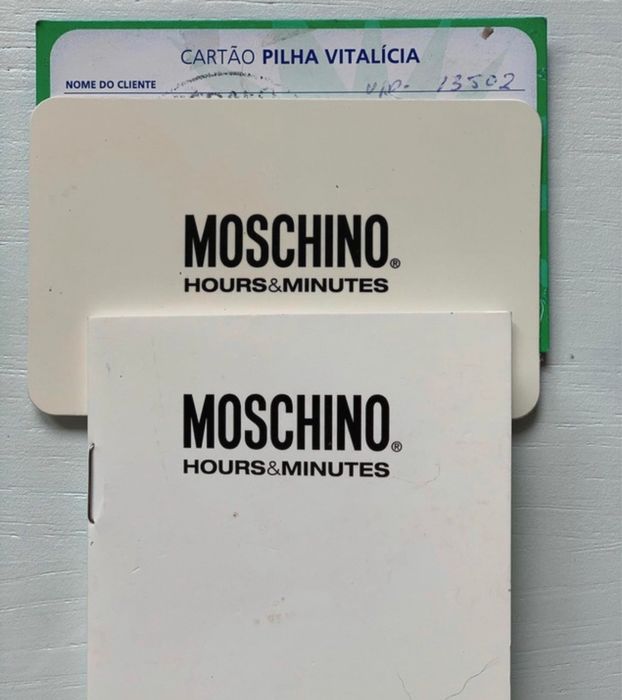 CARTÃO PILHA VITALÍCIA
NOME DO CLIENTE 13502
MOSCHINO®
HOURS&MINUTES
MOSCHINO®
HOURS&MINUTES